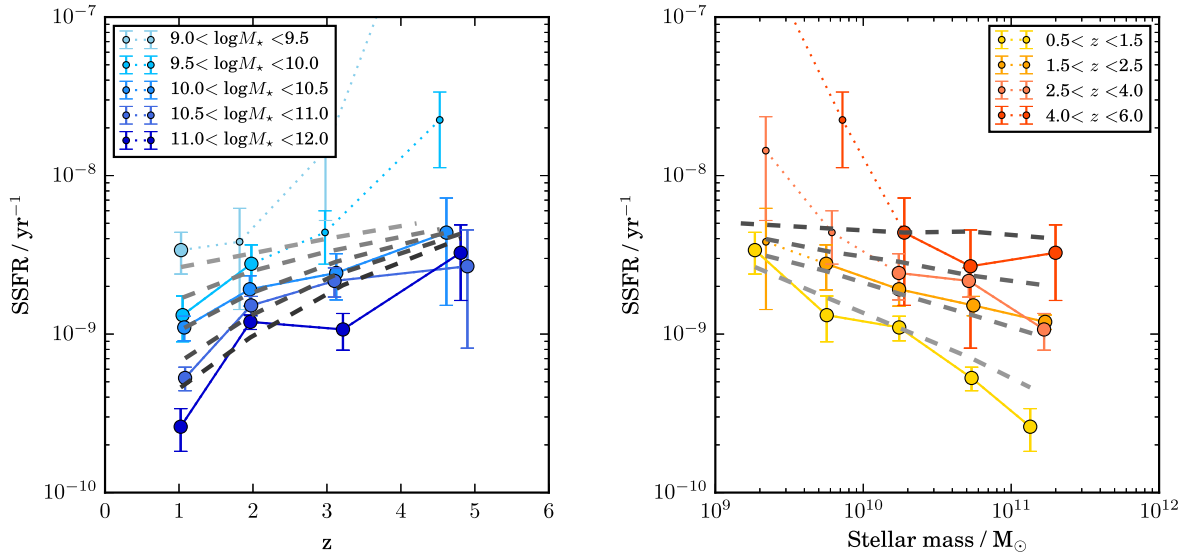 9.0< logM⋆ <9.5
9.5< logM⋆ <10.0
10.0< logM⋆ <10.5
10.5< logM⋆ <11.0
11.0< logM⋆ <12.0
10⁻⁷
10⁻⁸
10⁻⁹
10⁻¹⁰
SSFR / yr⁻¹
0 1 2 3 4 5 6
z
0.5< z <1.5
1.5< z <2.5
2.5< z <4.0
4.0< z <6.0
10⁻⁷
10⁻⁸
10⁻⁹
10⁻¹⁰
SSFR / yr⁻¹
10⁹ 10¹⁰ 10¹¹ 10¹²
Stellar mass / M☉